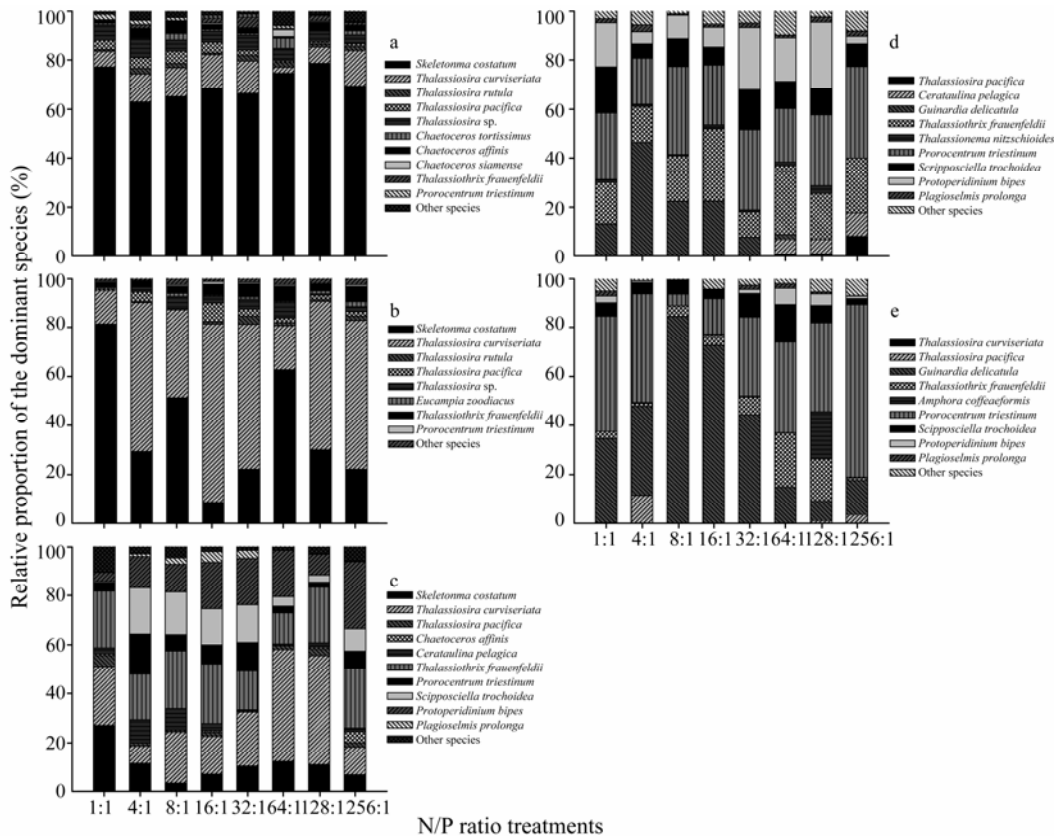 Relative proportion of the dominant species (%)
100
80
60
40
20
0
a
Skeletonma costatum
Thalassiosira curviseriata
Thalassiosira rutula
Thalassiosira pacifica
Thalassiosira sp.
Chaetoceros tortissimus
Chaetoceros affinis
Chaetoceros siamense
Thalassiothrix frauenfeldii
Prorocentrum triestinum
Other species
100
80
60
40
20
0
b
Skeletonma costatum
Thalassiosira curviseriata
Thalassiosira rutula
Thalassiosira pacifica
Thalassiosira sp.
Eucampia zoodiacus
Thalassiothrix frauenfeldii
Prorocentrum triestinum
Other species
100
80
60
40
20
0
c
Skeletonma costatum
Thalassiosira curviseriata
Thalassiosira pacifica
Chaetoceros affinis
Cerataulina pelagica
Thalassiothrix frauenfeldii
Prorocentrum triestinum
Scipposciella trochoidea
Protoperidinium bipes
Plagioselmis prolonga
Other species
1:1 4:1 8:1 16:1 32:1 64:1 128:1 256:1
100
80
60
40
20
0
d
Thalassiosira pacifica
Cerataulina pelagica
Guinardia delicatula
Thalassiothrix frauenfeldii
Thalassionema nitzschioides
Prorocentrum triestinum
Scripposciella trochoidea
Protoperidinium bipes
Plagioselmis prolonga
Other species
100
80
60
40
20
0
e
Thalassiosira curviseriata
Thalassiosira pacifica
Guinardia delicatula
Thalassiothrix frauenfeldii
Amphora coffeaeformis
Prorocentrum triestinum
Scipposciella trochoidea
Protoperidinium bipes
Plagioselmis prolonga
Other species
1:1 4:1 8:1 16:1 32:1 64:1 128:1 256:1
N/P ratio treatments